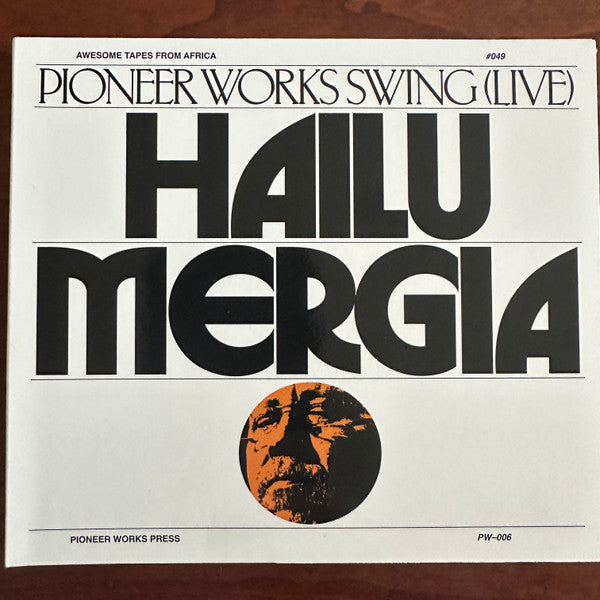 AWESOME TAPES FROM AFRICA #049
PIONEER WORKS SWING (LIVE)
HAILU
MERGIA
PIONEER WORKS PRESS PW–006